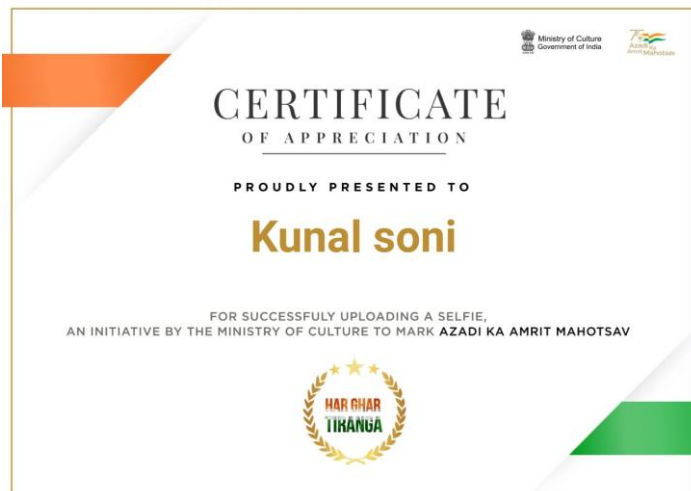 Ministry of Culture
Government of India
Azadi Ka
Amrit Mahotsav
CERTIFICATE
OF APPRECIATION
PROUDLY PRESENTED TO
Kunal soni
FOR SUCCESSFULY UPLOADING A SELFIE,
AN INITIATIVE BY THE MINISTRY OF CULTURE TO MARK AZADI KA AMRIT MAHOTSAV
HAR GHAR
TIRANGA